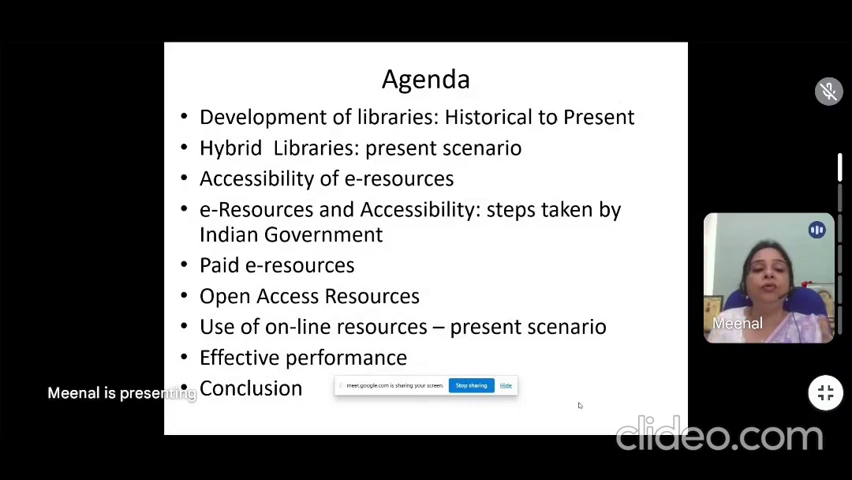 Agenda
• Development of libraries: Historical to Present
• Hybrid Libraries: present scenario
• Accessibility of e-resources
• e-Resources and Accessibility: steps taken by
Indian Government
• Paid e-resources
• Open Access Resources
• Use of on-line resources – present scenario
• Effective performance
• Conclusion
meet.google.com is sharing your screen. Stop sharing Hide
Meenal is presenting
Meenal
clideo.com